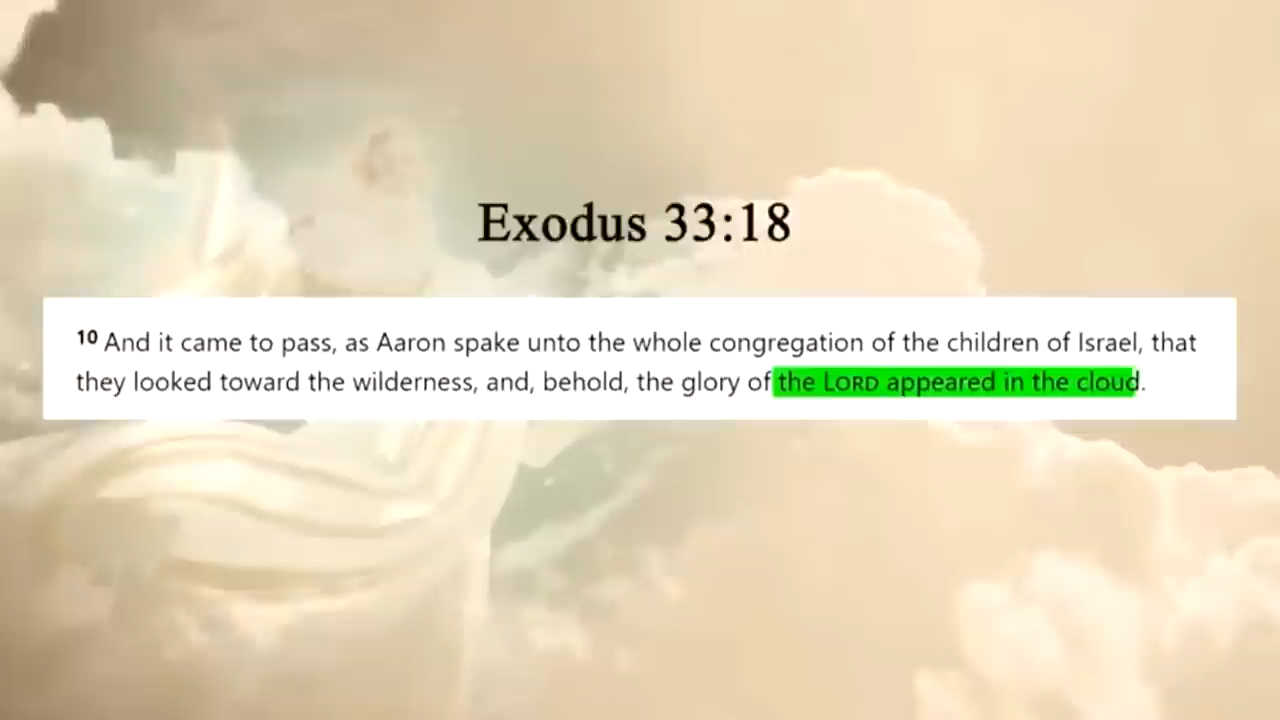 Exodus 33:18
10 And it came to pass, as Aaron spake unto the whole congregation of the children of Israel, that
they looked toward the wilderness, and, behold, the glory of the LORD appeared in the cloud.